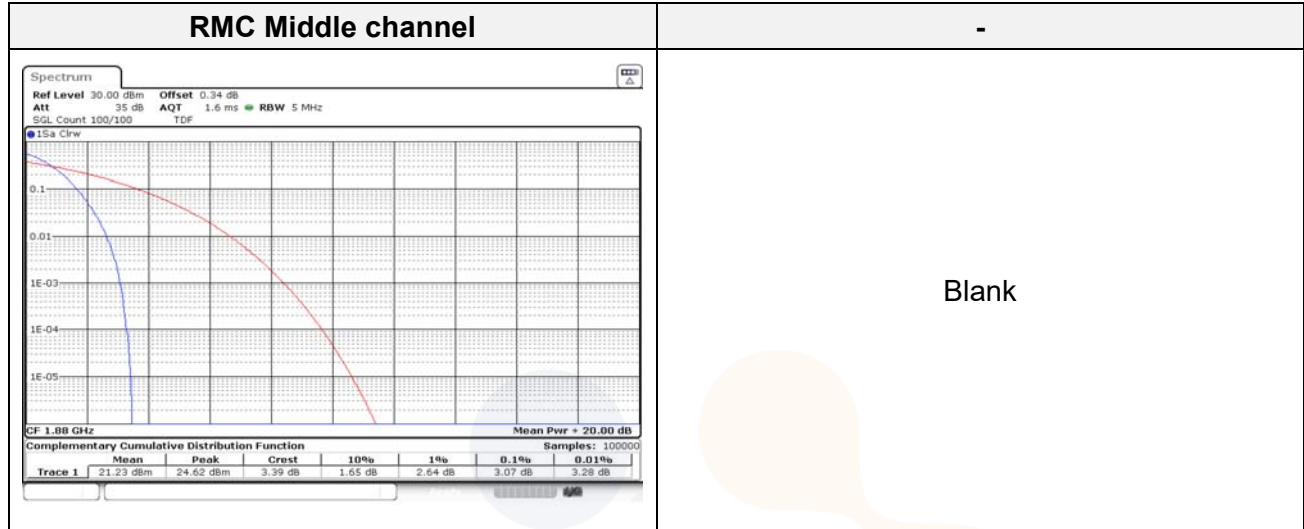 RMC Middle channel -
Spectrum
Ref Level 30.00 dBm Offset 0.34 dB
Att 35 dB AQT 1.6 ms RBW 5 MHz
SGL Count 100/100 TDF
1Sa Clrw
0.1
0.01
1E-03
1E-04
1E-05
CF 1.88 GHz Mean Pwr + 20.00 dB
Complementary Cumulative Distribution Function Samples: 100000
Mean Peak Crest 10% 1% 0.1% 0.01%
Trace 1 21.23 dBm 24.62 dBm 3.39 dB 1.65 dB 2.64 dB 3.07 dB 3.28 dB
Blank